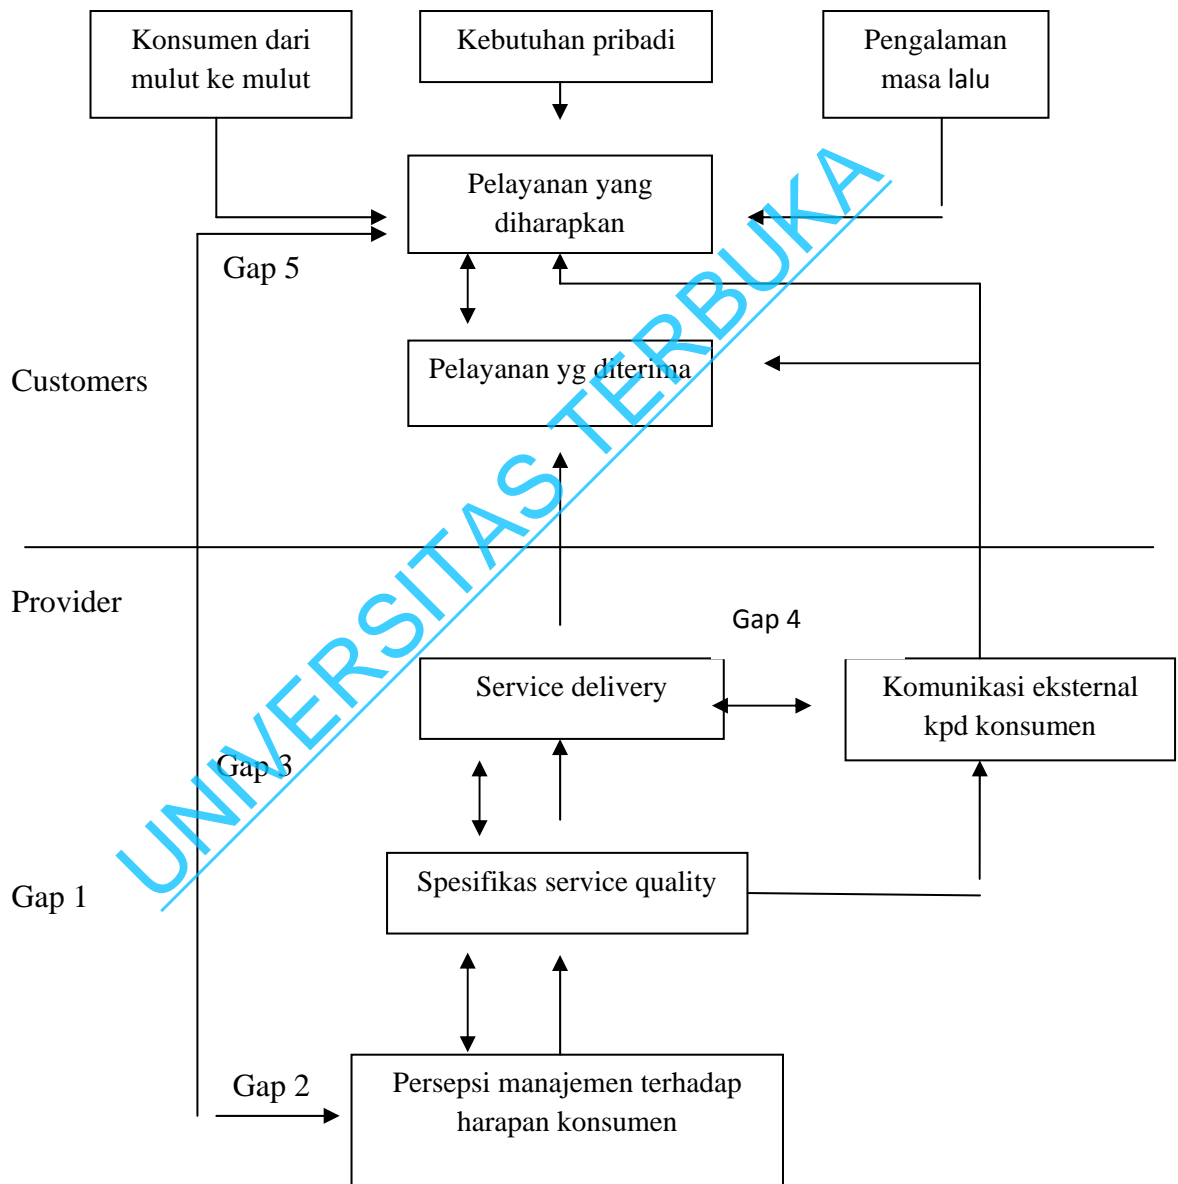 Konsumen dari
mulut ke mulut
Kebutuhan pribadi
Pengalaman
masa lalu
Pelayanan yang
diharapkan
Gap 5
Pelayanan yg diterima
Customers
Provider
Gap 4
Service delivery
Komunikasi eksternal
kpd konsumen
Gap 3
Spesifikas service quality
Gap 1
Gap 2
Persepsi manajemen terhadap
harapan konsumen
UNIVERSITAS TERBUKA